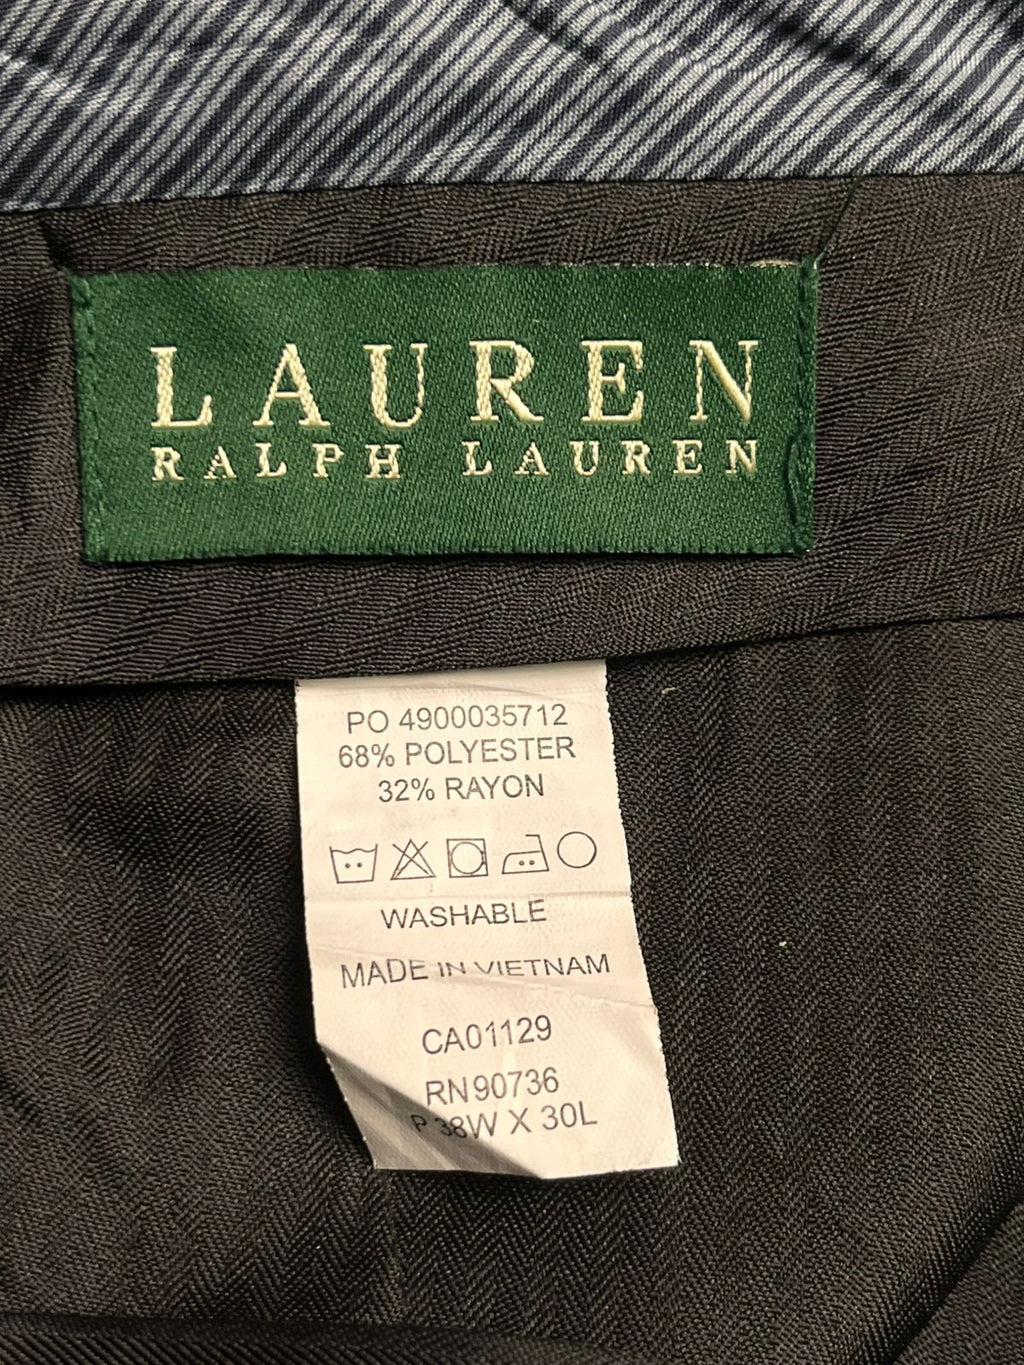 LAUREN
RALPH LAUREN
PO 4900035712
68% POLYESTER
32% RAYON
WASHABLE
MADE IN VIETNAM
CA01129
RN90736
P 38W X 30L